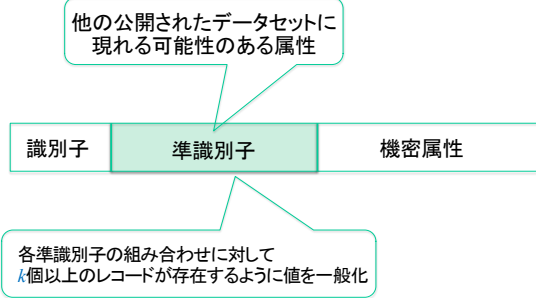 他の公開されたデータセットに
現れる可能性のある属性
識別子
準識別子
機密属性
各準識別子の組み合わせに対して
k個以上のレコードが存在するように値を一般化